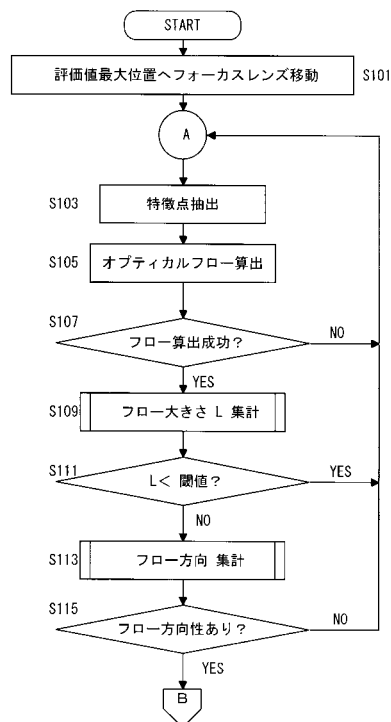 START
評価値最大位置へフォーカスレンズ移動
S101
A
S103
特徴点抽出
S105
オプティカルフロー算出
S107
フロー算出成功？
NO
YES
S109
フロー大きさ L 集計
S111
L< 閾値？
YES
NO
S113
フロー方向 集計
S115
フロー方向性あり？
NO
YES
B